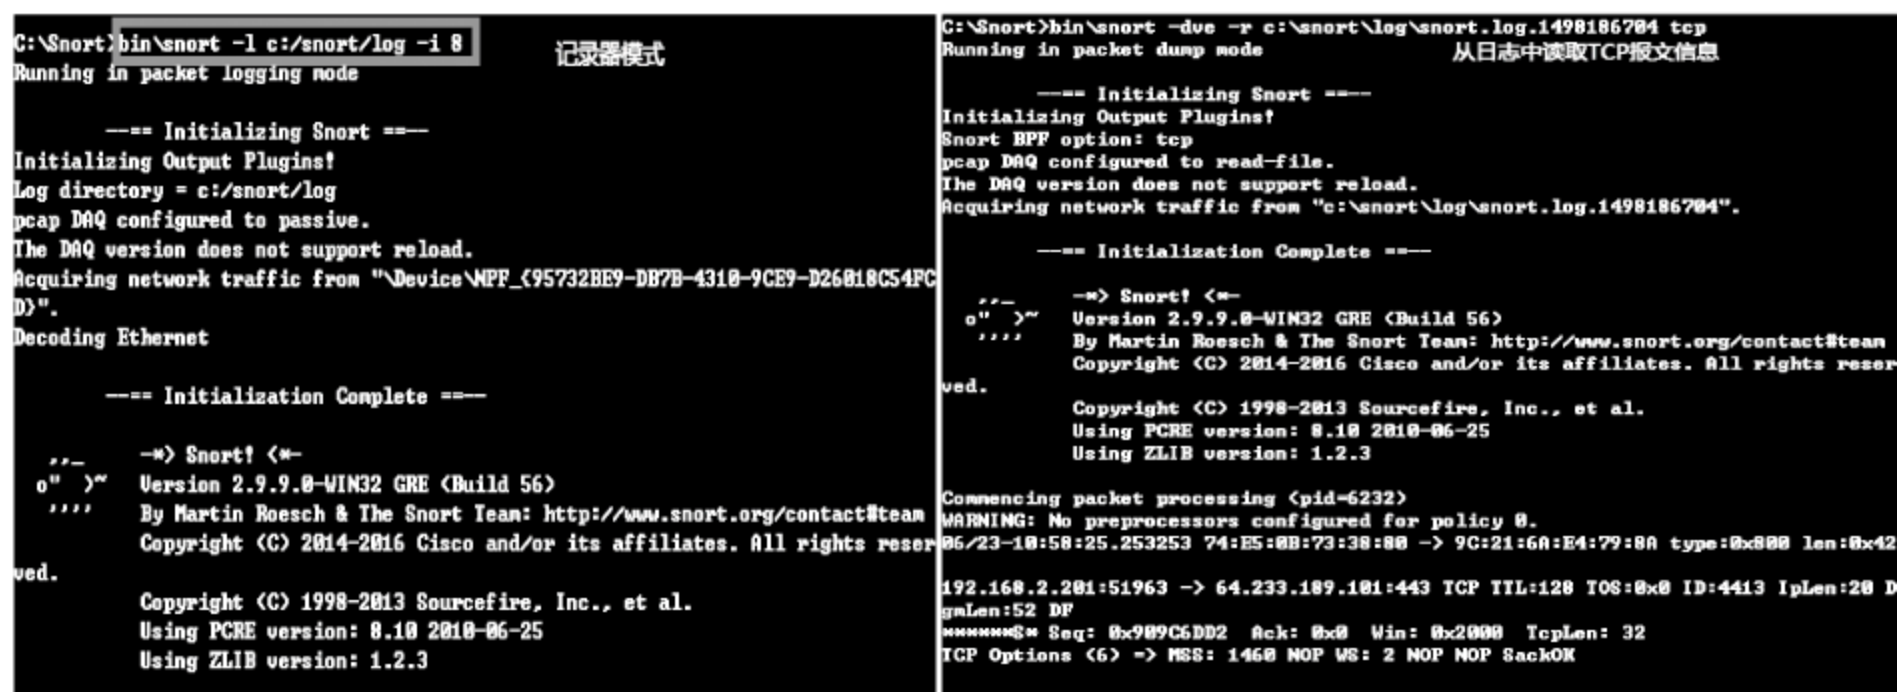 C:\Snort>bin\snort -l c:/snort/log -i 8
记录器模式
Running in packet logging mode
--== Initializing Snort ==--
Initializing Output Plugins!
Log directory = c:/snort/log
pcap DAQ configured to passive.
The DAQ version does not support reload.
Acquiring network traffic from "\Device\NPF_{95732BE9-DB7B-4310-9CE9-D26018C54FC
D}".
Decoding Ethernet
--== Initialization Complete ==--
,,_     -*> Snort! <*-
o"  )~   Version 2.9.9.0-WIN32 GRE (Build 56)
''''    By Martin Roesch & The Snort Team: http://www.snort.org/contact#team
Copyright (C) 2014-2016 Cisco and/or its affiliates. All rights reser
ved.
Copyright (C) 1998-2013 Sourcefire, Inc., et al.
Using PCRE version: 8.10 2010-06-25
Using ZLIB version: 1.2.3
C:\Snort>bin\snort -dve -r c:\snort\log\snort.log.1498186704 tcp
Running in packet dump mode
从日志中读取TCP报文信息
--== Initializing Snort ==--
Initializing Output Plugins!
Snort BPF option: tcp
pcap DAQ configured to read-file.
The DAQ version does not support reload.
Acquiring network traffic from "c:\snort\log\snort.log.1498186704".
--== Initialization Complete ==--
,,_     -*> Snort! <*-
o"  )~   Version 2.9.9.0-WIN32 GRE (Build 56)
''''    By Martin Roesch & The Snort Team: http://www.snort.org/contact#team
Copyright (C) 2014-2016 Cisco and/or its affiliates. All rights reser
ved.
Copyright (C) 1998-2013 Sourcefire, Inc., et al.
Using PCRE version: 8.10 2010-06-25
Using ZLIB version: 1.2.3
Commencing packet processing (pid=6232)
WARNING: No preprocessors configured for policy 0.
06/23-10:58:25.253253 74:E5:0B:73:38:80 -> 9C:21:6A:E4:79:8A type:0x800 len:0x42
192.168.2.201:51963 -> 64.233.189.101:443 TCP TTL:128 TOS:0x0 ID:4413 IpLen:20 D
gmLen:52 DF
******S* Seq: 0x909C6DD2  Ack: 0x0  Win: 0x2000  TcpLen: 32
TCP Options (6) => MSS: 1460 NOP WS: 2 NOP NOP SackOK